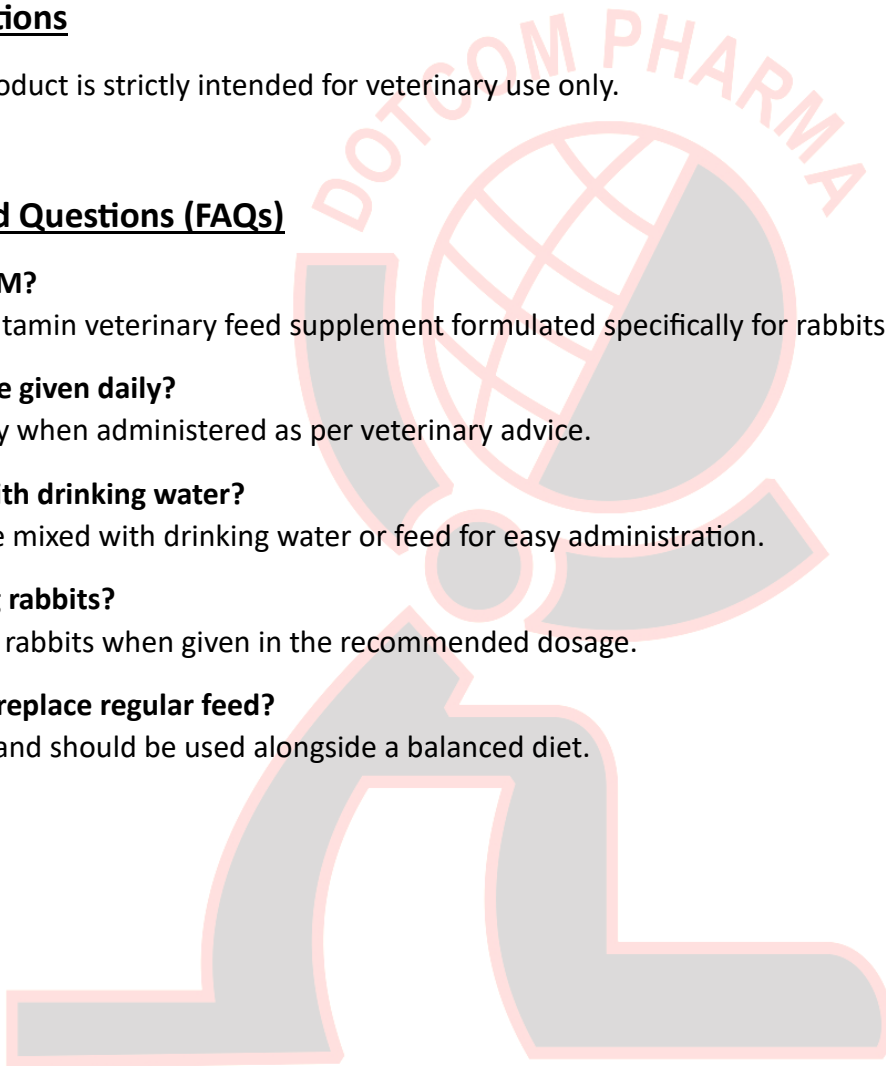 tions
oduct is strictly intended for veterinary use only.
DOTCOM PHARMA
d Questions (FAQs)
M?
tamin veterinary feed supplement formulated specifically for rabbits
e given daily?
y when administered as per veterinary advice.
ith drinking water?
e mixed with drinking water or feed for easy administration.
g rabbits?
rabbits when given in the recommended dosage.
replace regular feed?
and should be used alongside a balanced diet.